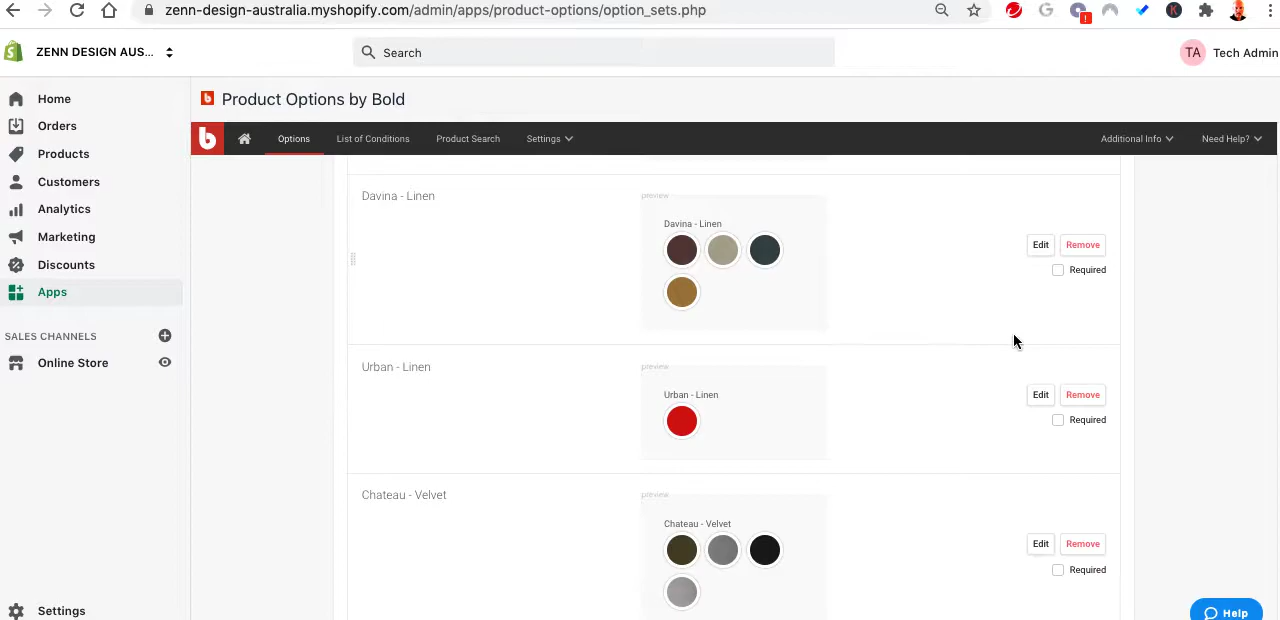 zenn-design-australia.myshopify.com/admin/apps/product-options/option_sets.php
ZENN DESIGN AUS...
Search
TA Tech Admin
Home
Orders
Products
Customers
Analytics
Marketing
Discounts
Apps
SALES CHANNELS
Online Store
Settings
Product Options by Bold
Options List of Conditions Product Search Settings Additional Info Need Help?
Davina - Linen
preview
Davina - Linen
Edit Remove
Required
Urban - Linen
preview
Urban - Linen
Edit Remove
Required
Chateau - Velvet
preview
Chateau - Velvet
Edit Remove
Required
Help